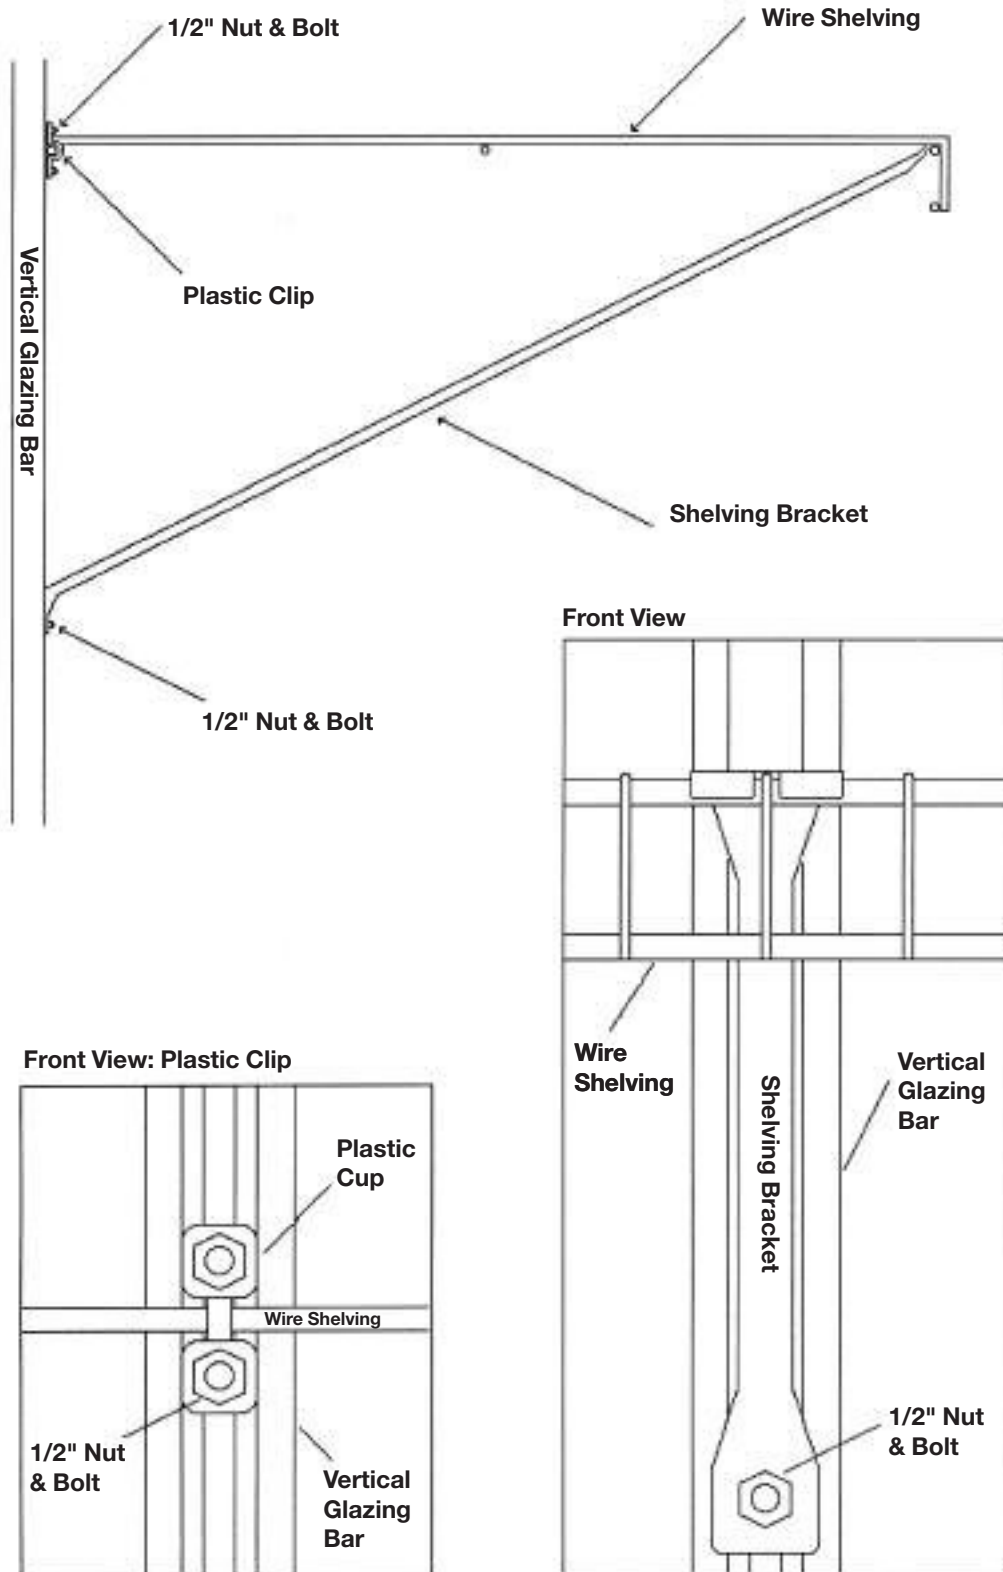 1/2" Nut & Bolt
Wire Shelving
Vertical Glazing Bar
Plastic Clip
Shelving Bracket
1/2" Nut & Bolt
Front View
Wire
Shelving
Vertical
Glazing
Bar
Shelving Bracket
1/2" Nut
& Bolt
Front View: Plastic Clip
Plastic
Cup
Wire Shelving
1/2" Nut
& Bolt
Vertical
Glazing
Bar